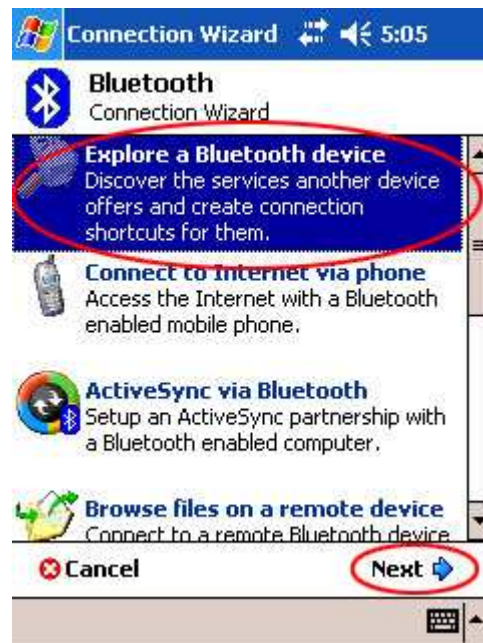 Connection Wizard 5:05
Bluetooth
Connection Wizard
Explore a Bluetooth device
Discover the services another device
offers and create connection
shortcuts for them.
Connect to Internet via phone
Access the Internet with a Bluetooth
enabled mobile phone.
ActiveSync via Bluetooth
Setup an ActiveSync partnership with
a Bluetooth enabled computer.
Browse files on a remote device
Connect to a remote Bluetooth device
Cancel Next